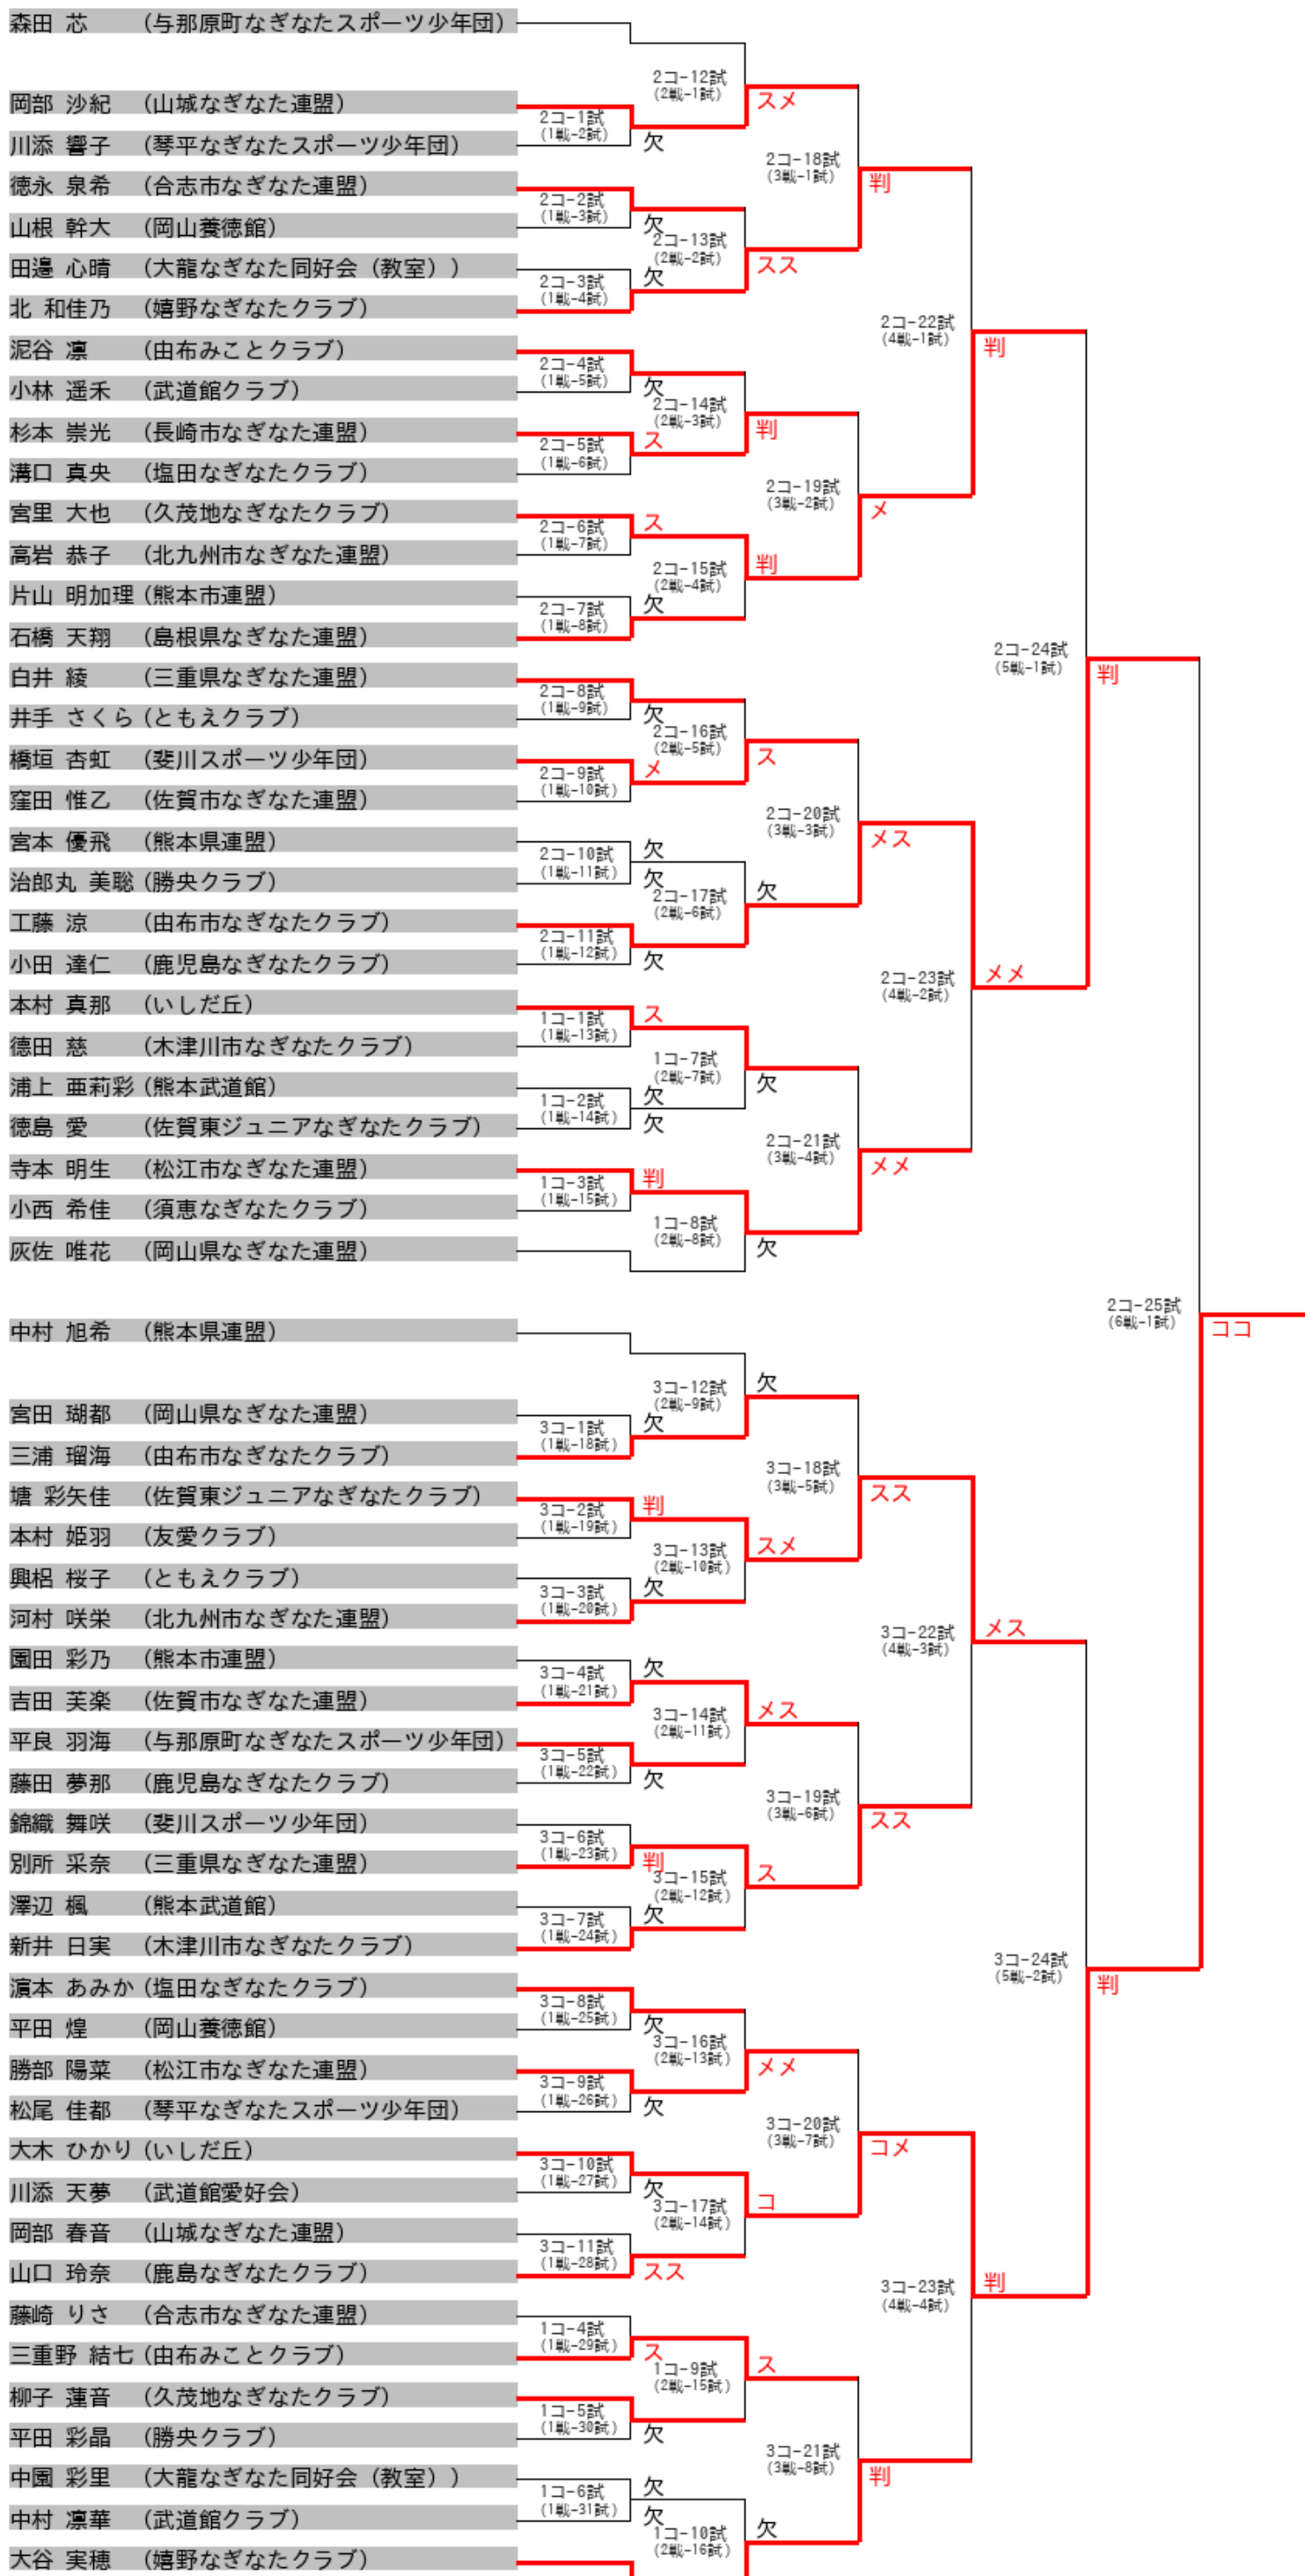 森田 芯 （与那原町なぎなたスポーツ少年団）
2コ-12試
(2戦-1試)
スメ
岡部 沙紀 （山城なぎなた連盟）
2コ-1試
(1戦-2試)
欠
川添 響子 （琴平なぎなたスポーツ少年団）
2コ-18試
(3戦-1試)
判
徳永 泉希 （合志市なぎなた連盟）
2コ-2試
(1戦-3試)
欠
山根 幹大 （岡山養徳館）
2コ-13試
(2戦-2試)
スス
田邉 心晴 （大龍なぎなた同好会（教室））
2コ-3試
(1戦-4試)
欠
北 和佳乃 （嬉野なぎなたクラブ）
2コ-22試
(4戦-1試)
判
泥谷 凛 （由布みことクラブ）
2コ-4試
(1戦-5試)
欠
小林 遥禾 （武道館クラブ）
2コ-14試
(2戦-3試)
判
杉本 崇光 （長崎市なぎなた連盟）
2コ-5試
(1戦-6試)
ス
溝口 真央 （塩田なぎなたクラブ）
2コ-19試
(3戦-2試)
メ
宮里 大也 （久茂地なぎなたクラブ）
2コ-6試
(1戦-7試)
ス
高岩 恭子 （北九州市なぎなた連盟）
2コ-15試
(2戦-4試)
判
片山 明加理 （熊本市連盟）
2コ-7試
(1戦-8試)
欠
石橋 天翔 （島根県なぎなた連盟）
2コ-24試
(5戦-1試)
判
白井 綾 （三重県なぎなた連盟）
2コ-8試
(1戦-9試)
欠
井手 さくら （ともえクラブ）
2コ-16試
(2戦-5試)
ス
橋垣 杏虹 （斐川スポーツ少年団）
2コ-9試
(1戦-10試)
メ
窪田 惟乙 （佐賀市なぎなた連盟）
2コ-20試
(3戦-3試)
メス
宮本 優飛 （熊本県連盟）
2コ-10試
(1戦-11試)
欠
欠
治郎丸 美聡 （勝央クラブ）
2コ-17試
(2戦-6試)
欠
工藤 涼 （由布市なぎなたクラブ）
2コ-11試
(1戦-12試)
欠
小田 達仁 （鹿児島なぎなたクラブ）
2コ-23試
(4戦-2試)
メメ
本村 真那 （いしだ丘）
1コ-1試
(1戦-13試)
ス
徳田 慈 （木津川市なぎなたクラブ）
1コ-7試
(2戦-7試)
欠
浦上 亜莉彩 （熊本武道館）
1コ-2試
(1戦-14試)
欠
欠
徳島 愛 （佐賀東ジュニアなぎなたクラブ）
2コ-21試
(3戦-4試)
メメ
寺本 明生 （松江市なぎなた連盟）
1コ-3試
(1戦-15試)
判
小西 希佳 （須恵なぎなたクラブ）
1コ-8試
(2戦-8試)
欠
灰佐 唯花 （岡山県なぎなた連盟）
2コ-25試
(6戦-1試)
ココ
中村 旭希 （熊本県連盟）
3コ-12試
(2戦-9試)
欠
宮田 瑚都 （岡山県なぎなた連盟）
3コ-1試
(1戦-18試)
欠
三浦 瑠海 （由布市なぎなたクラブ）
3コ-18試
(3戦-5試)
スス
塘 彩矢佳 （佐賀東ジュニアなぎなたクラブ）
3コ-2試
(1戦-19試)
判
本村 姫羽 （友愛クラブ）
3コ-13試
(2戦-10試)
スメ
興梠 桜子 （ともえクラブ）
3コ-3試
(1戦-20試)
欠
河村 咲栄 （北九州市なぎなた連盟）
3コ-22試
(4戦-3試)
メス
園田 彩乃 （熊本市連盟）
3コ-4試
(1戦-21試)
欠
吉田 芙楽 （佐賀市なぎなた連盟）
3コ-14試
(2戦-11試)
メス
平良 羽海 （与那原町なぎなたスポーツ少年団）
3コ-5試
(1戦-22試)
欠
藤田 夢那 （鹿児島なぎなたクラブ）
3コ-19試
(3戦-6試)
スス
錦織 舞咲 （斐川スポーツ少年団）
3コ-6試
(1戦-23試)
判
別所 采奈 （三重県なぎなた連盟）
3コ-15試
(2戦-12試)
ス
澤辺 楓 （熊本武道館）
3コ-7試
(1戦-24試)
欠
新井 日実 （木津川市なぎなたクラブ）
3コ-24試
(5戦-2試)
判
濵本 あみか （塩田なぎなたクラブ）
3コ-8試
(1戦-25試)
欠
平田 煌 （岡山養徳館）
3コ-16試
(2戦-13試)
メメ
勝部 陽菜 （松江市なぎなた連盟）
3コ-9試
(1戦-26試)
欠
松尾 佳都 （琴平なぎなたスポーツ少年団）
3コ-20試
(3戦-7試)
コメ
大木 ひかり （いしだ丘）
3コ-10試
(1戦-27試)
欠
川添 天夢 （武道館愛好会）
3コ-17試
(2戦-14試)
コ
岡部 春音 （山城なぎなた連盟）
3コ-11試
(1戦-28試)
スス
山口 玲奈 （鹿島なぎなたクラブ）
3コ-23試
(4戦-4試)
判
藤崎 りさ （合志市なぎなた連盟）
1コ-4試
(1戦-29試)
ス
三重野 結七 （由布みことクラブ）
1コ-9試
(2戦-15試)
ス
柳子 蓮音 （久茂地なぎなたクラブ）
1コ-5試
(1戦-30試)
欠
平田 彩晶 （勝央クラブ）
3コ-21試
(3戦-8試)
判
中園 彩里 （大龍なぎなた同好会（教室））
1コ-6試
(1戦-31試)
欠
欠
中村 凛華 （武道館クラブ）
1コ-10試
(2戦-16試)
欠
大谷 実穂 （嬉野なぎなたクラブ）